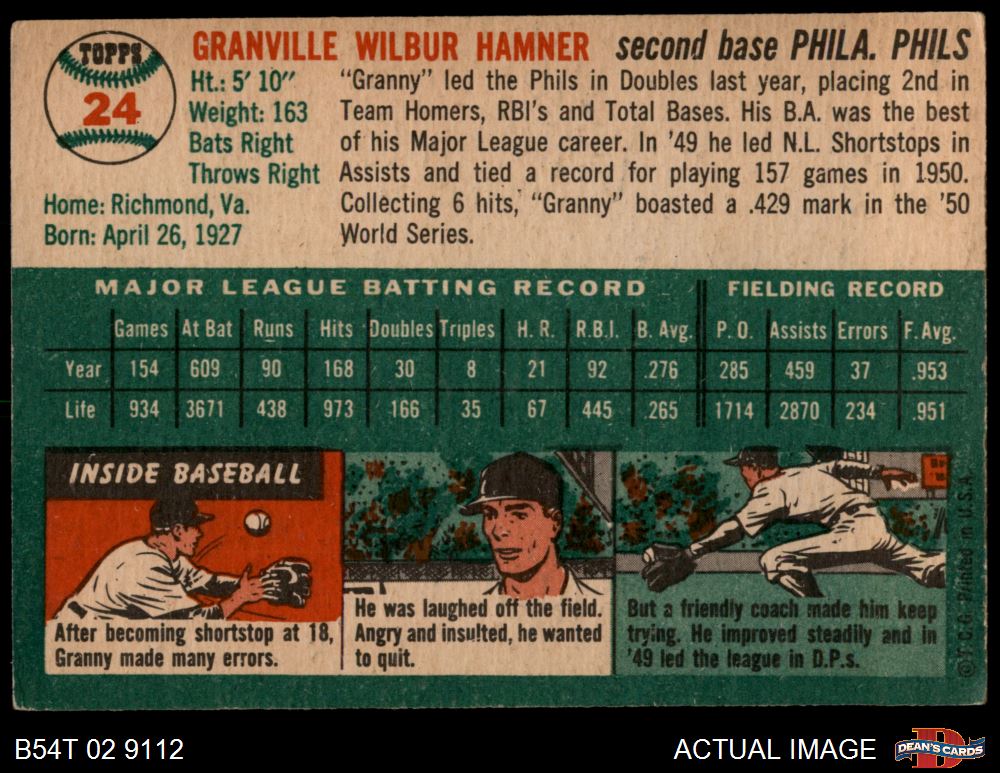 TOPPS
24
GRANVILLE WILBUR HAMNER second base PHILA. PHILS
Ht.: 5' 10"
Weight: 163
Bats Right
Throws Right
Home: Richmond, Va.
Born: April 26, 1927
"Granny" led the Phils in Doubles last year, placing 2nd in
Team Homers, RBI's and Total Bases. His B.A. was the best
of his Major League career. In '49 he led N.L. Shortstops in
Assists and tied a record for playing 157 games in 1950.
Collecting 6 hits, "Granny" boasted a .429 mark in the '50
World Series.
MAJOR LEAGUE BATTING RECORD FIELDING RECORD
Games At Bat Runs Hits Doubles Triples H. R. R.B.I. B. Avg. P. O. Assists Errors F. Avg.
Year 154 609 90 168 30 8 21 92 .276 285 459 37 .953
Life 934 3671 438 973 166 35 67 445 .265 1714 2870 234 .951
INSIDE BASEBALL
After becoming shortstop at 18,
Granny made many errors.
He was laughed off the field.
Angry and insulted, he wanted
to quit.
But a friendly coach made him keep
trying. He improved steadily and in
'49 led the league in D.P.s.
© T.C.G. Printed in U.S.A.
B54T 02 9112
ACTUAL IMAGE
DEAN'S CARDS